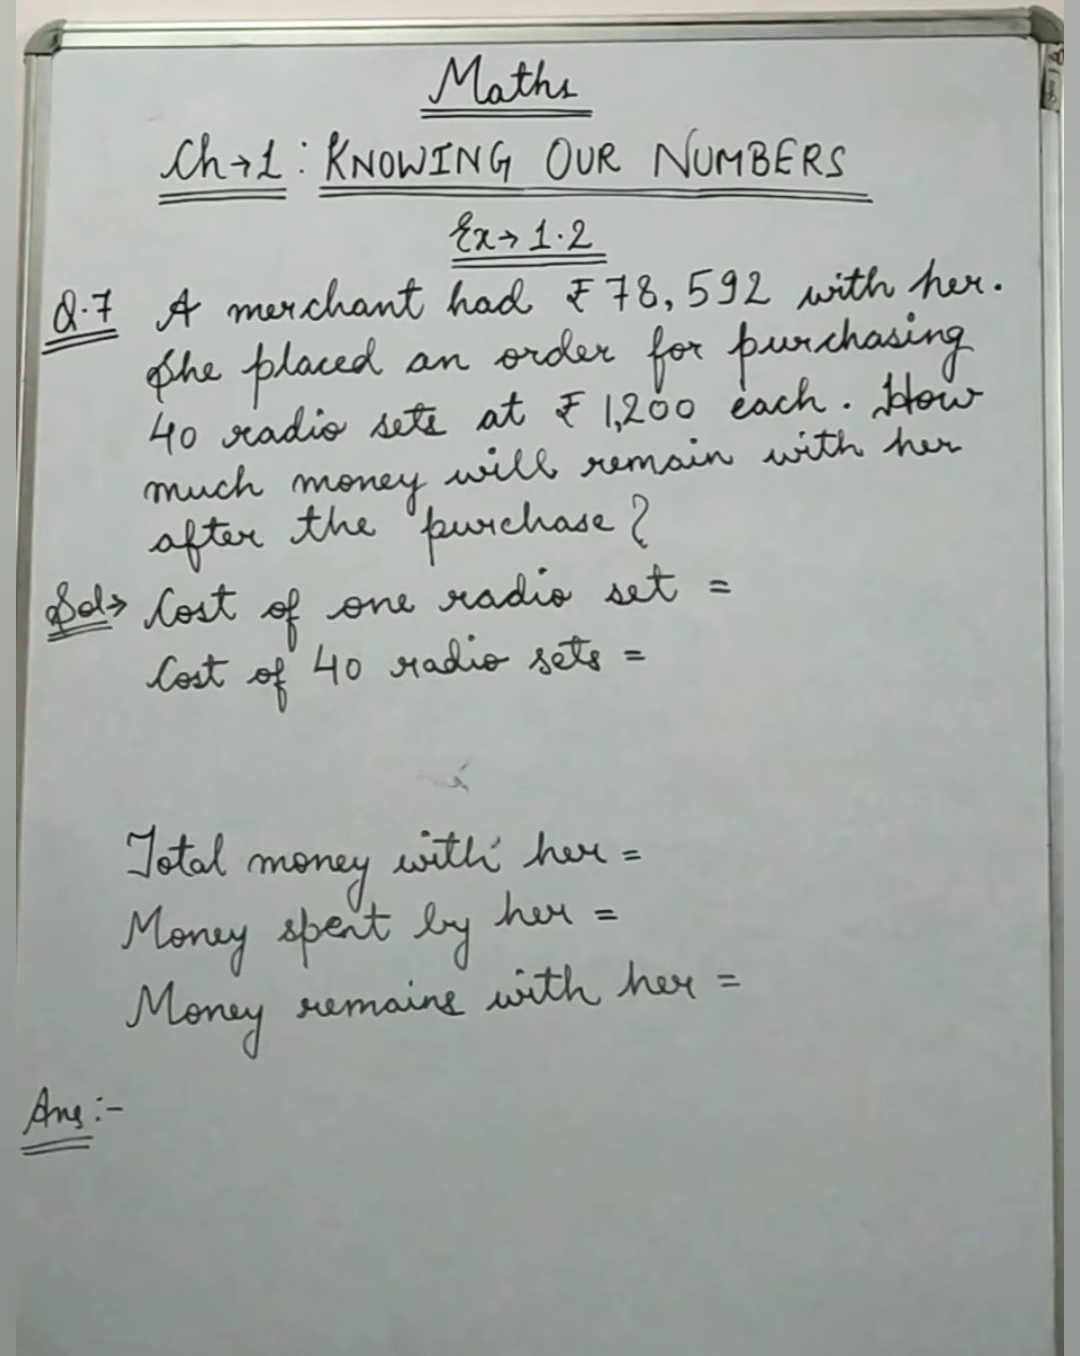 Maths
Ch→1: KNOWING OUR NUMBERS
Ex→ 1.2
Q.7 A merchant had ₹78,592 with her.
She placed an order for purchasing
40 radio sets at ₹1,200 each. How
much money will remain with her
after the purchase?
Sol→ Cost of one radio set =
Cost of 40 radio sets =
Total money with her =
Money spent by her =
Money remains with her =
Ans:-